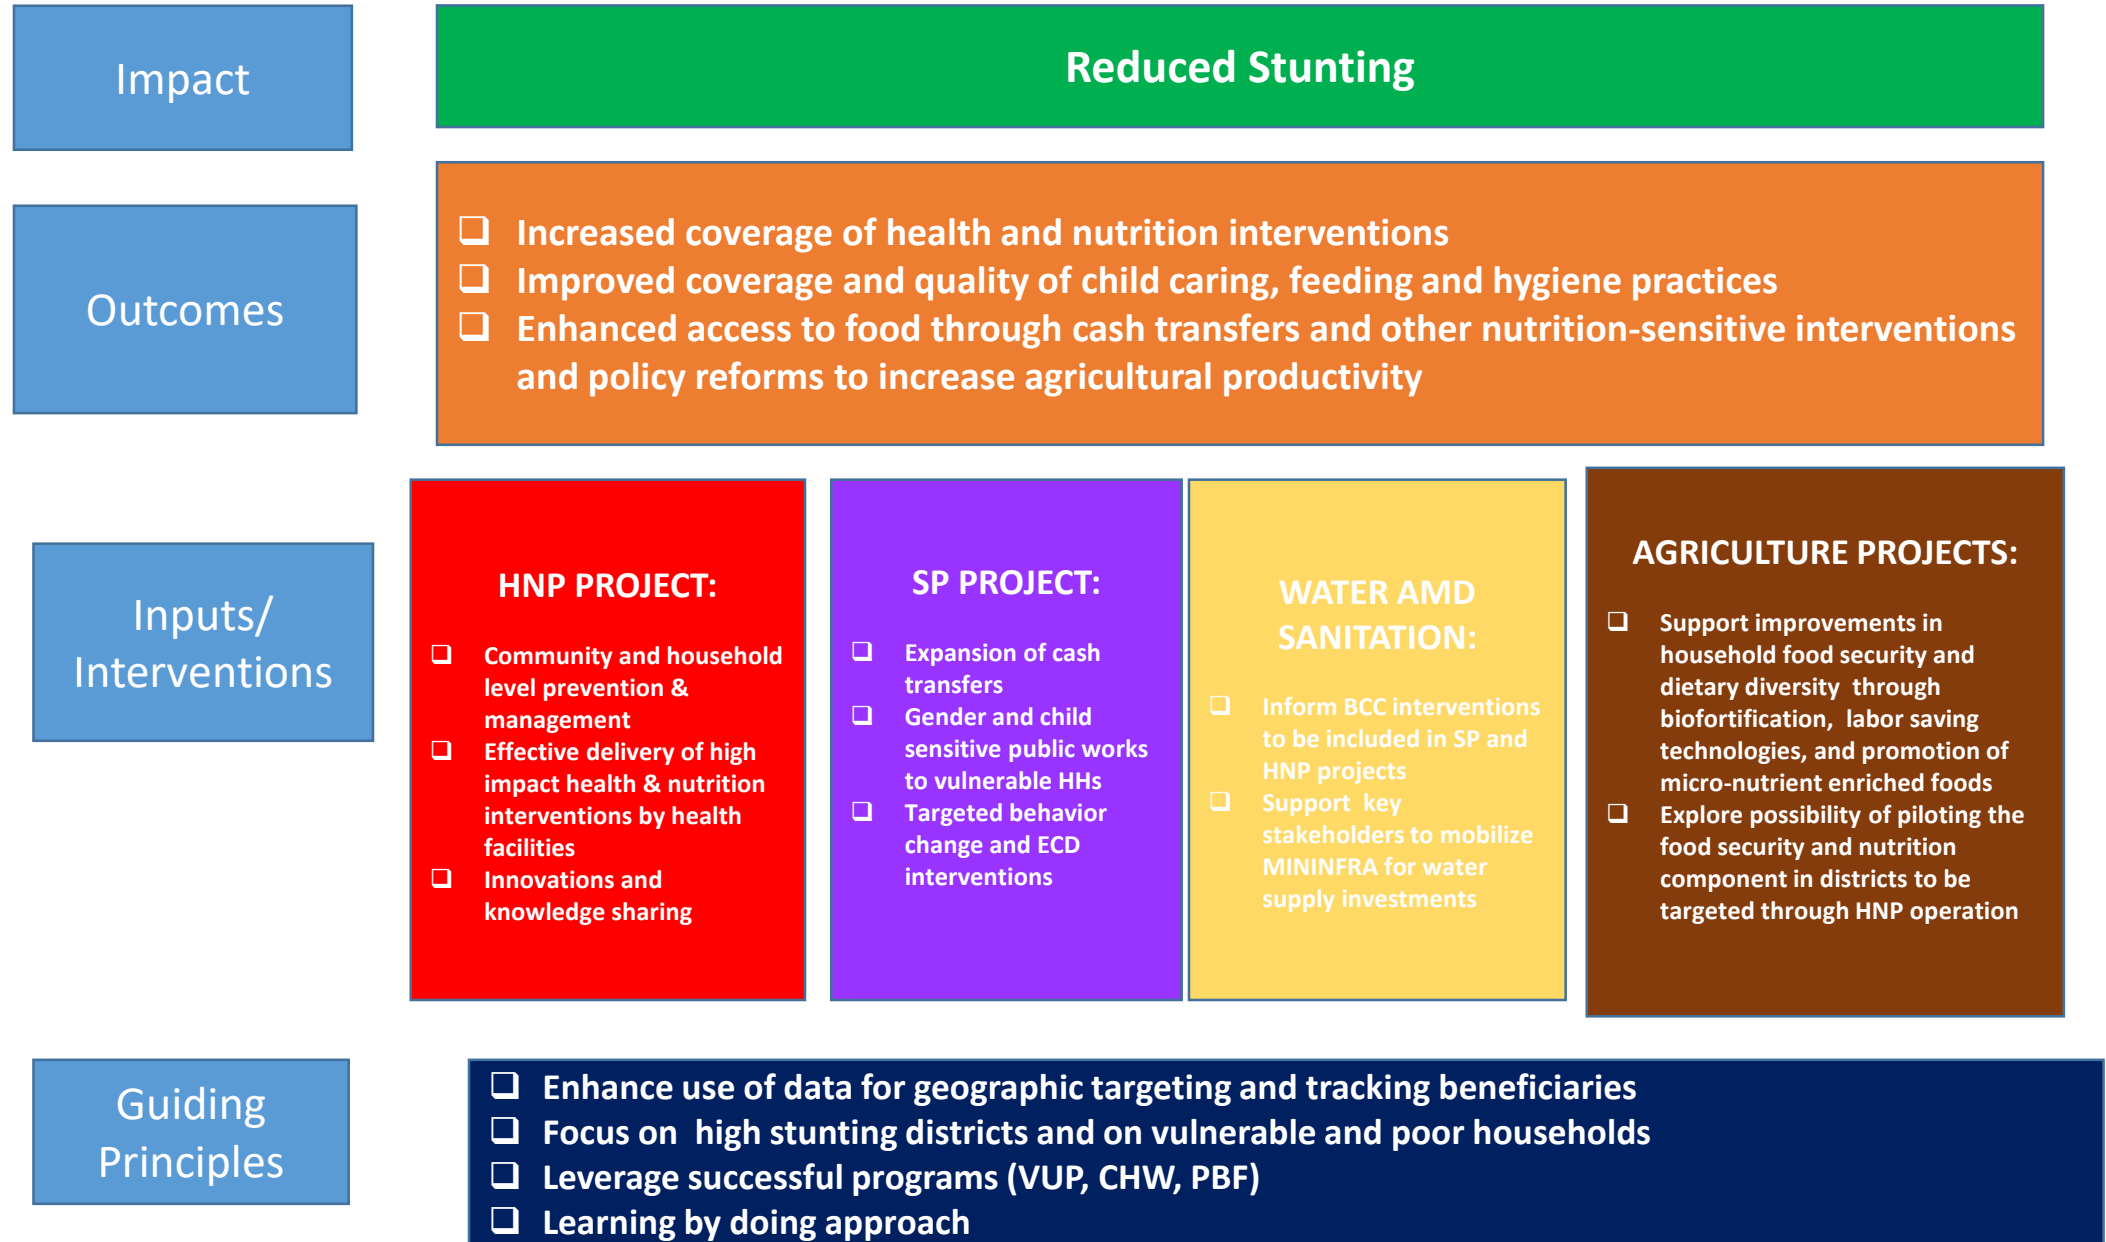 Impact
Reduced Stunting
Outcomes
❑ Increased coverage of health and nutrition interventions
❑ Improved coverage and quality of child caring, feeding and hygiene practices
❑ Enhanced access to food through cash transfers and other nutrition-sensitive interventions
and policy reforms to increase agricultural productivity
Inputs/
Interventions
HNP PROJECT:
❑ Community and household
level prevention &
management
❑ Effective delivery of high
impact health & nutrition
interventions by health
facilities
❑ Innovations and
knowledge sharing
SP PROJECT:
❑ Expansion of cash
transfers
❑ Gender and child
sensitive public works
to vulnerable HHs
❑ Targeted behavior
change and ECD
interventions
WATER AMD
SANITATION:
❑ Inform BCC interventions
to be included in SP and
HNP projects
❑ Support key
stakeholders to mobilize
MININFRA for water
supply investments
AGRICULTURE PROJECTS:
❑ Support improvements in
household food security and
dietary diversity through
biofortification, labor saving
technologies, and promotion of
micro-nutrient enriched foods
❑ Explore possibility of piloting the
food security and nutrition
component in districts to be
targeted through HNP operation
Guiding
Principles
❑ Enhance use of data for geographic targeting and tracking beneficiaries
❑ Focus on high stunting districts and on vulnerable and poor households
❑ Leverage successful programs (VUP, CHW, PBF)
❑ Learning by doing approach